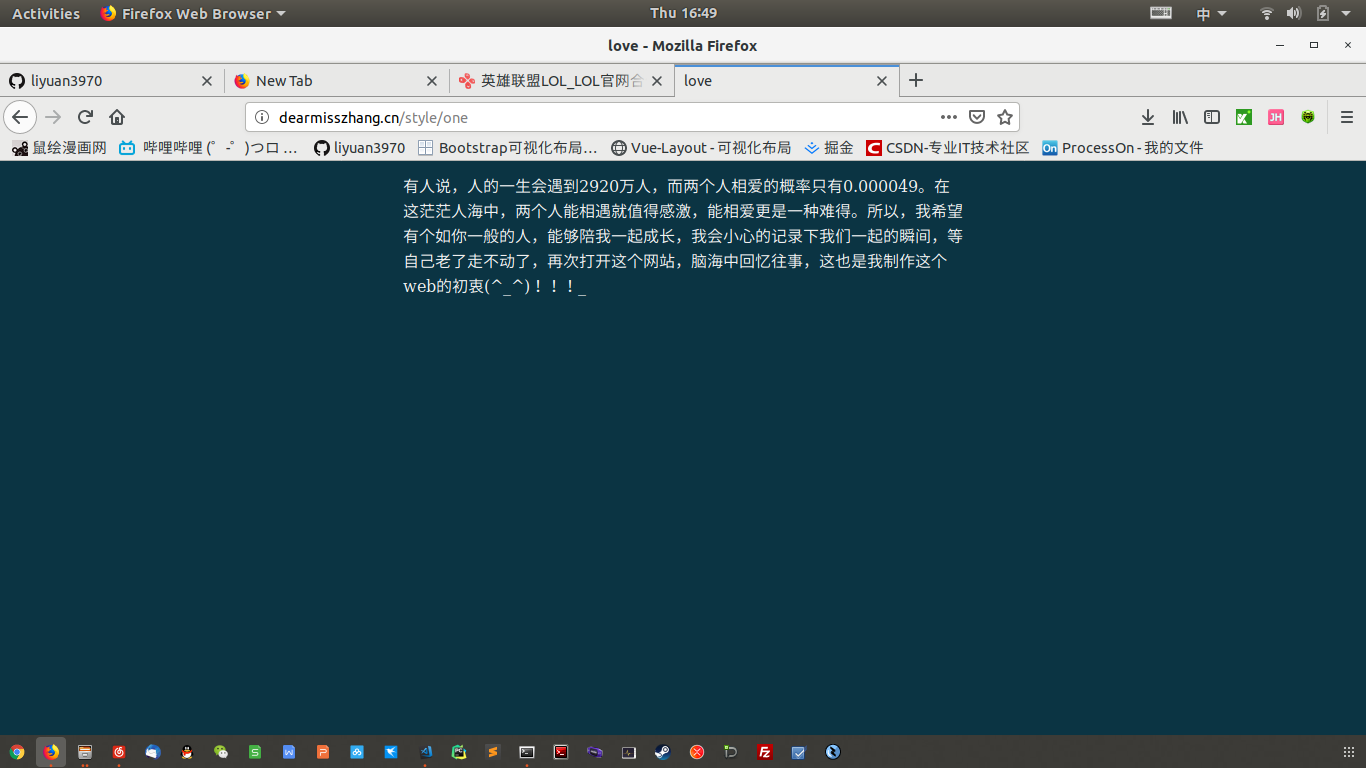 Activities
Firefox Web Browser
Thu 16:49
中
love - Mozilla Firefox
liyuan3970
New Tab
英雄联盟LOL_LOL官网合
love
dearmisszhang.cn/style/one
鼠绘漫画网
哔哩哔哩 (゜-゜)つロ …
liyuan3970
Bootstrap可视化布局…
Vue-Layout - 可视化布局
掘金
CSDN-专业IT技术社区
ProcessOn - 我的文件
有人说，人的一生会遇到2920万人，而两个人相爱的概率只有0.000049。在
这茫茫人海中，两个人能相遇就值得感激，能相爱更是一种难得。所以，我希望
有个如你一般的人，能够陪我一起成长，我会小心的记录下我们一起的瞬间，等
自己老了走不动了，再次打开这个网站，脑海中回忆往事，这也是我制作这个
web的初衷(^_^)！！！_